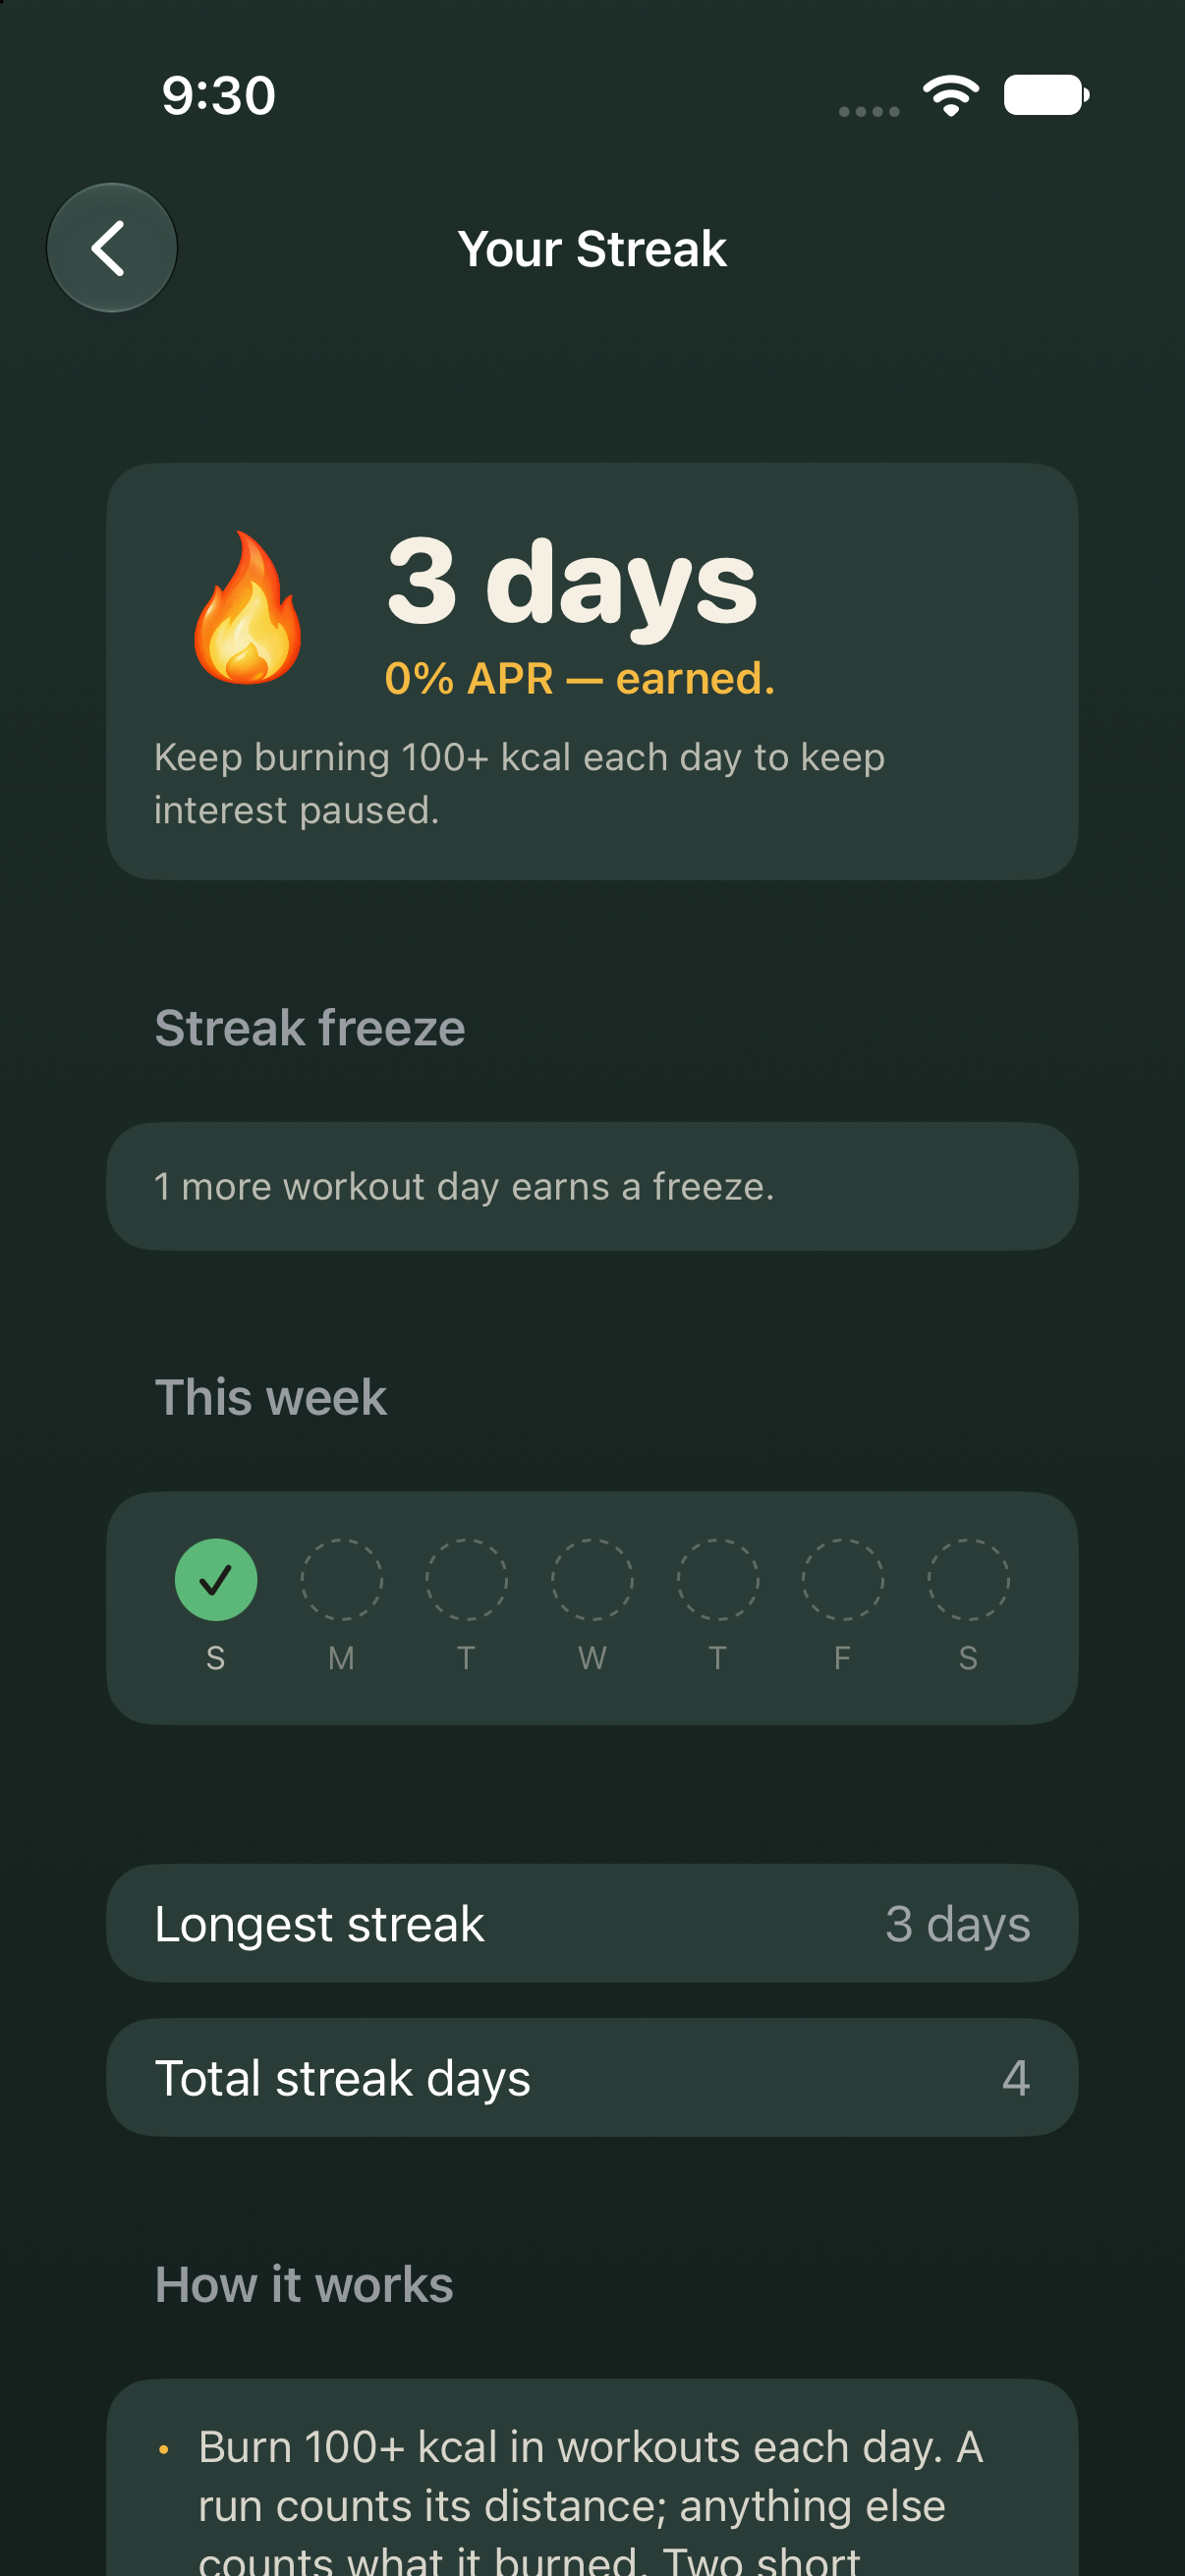 9:30
Your Streak
3 days
0% APR — earned.
Keep burning 100+ kcal each day to keep
interest paused.
Streak freeze
1 more workout day earns a freeze.
This week
S M T W T F S
Longest streak 3 days
Total streak days 4
How it works
• Burn 100+ kcal in workouts each day. A
run counts its distance; anything else
counts what it burned. Two short